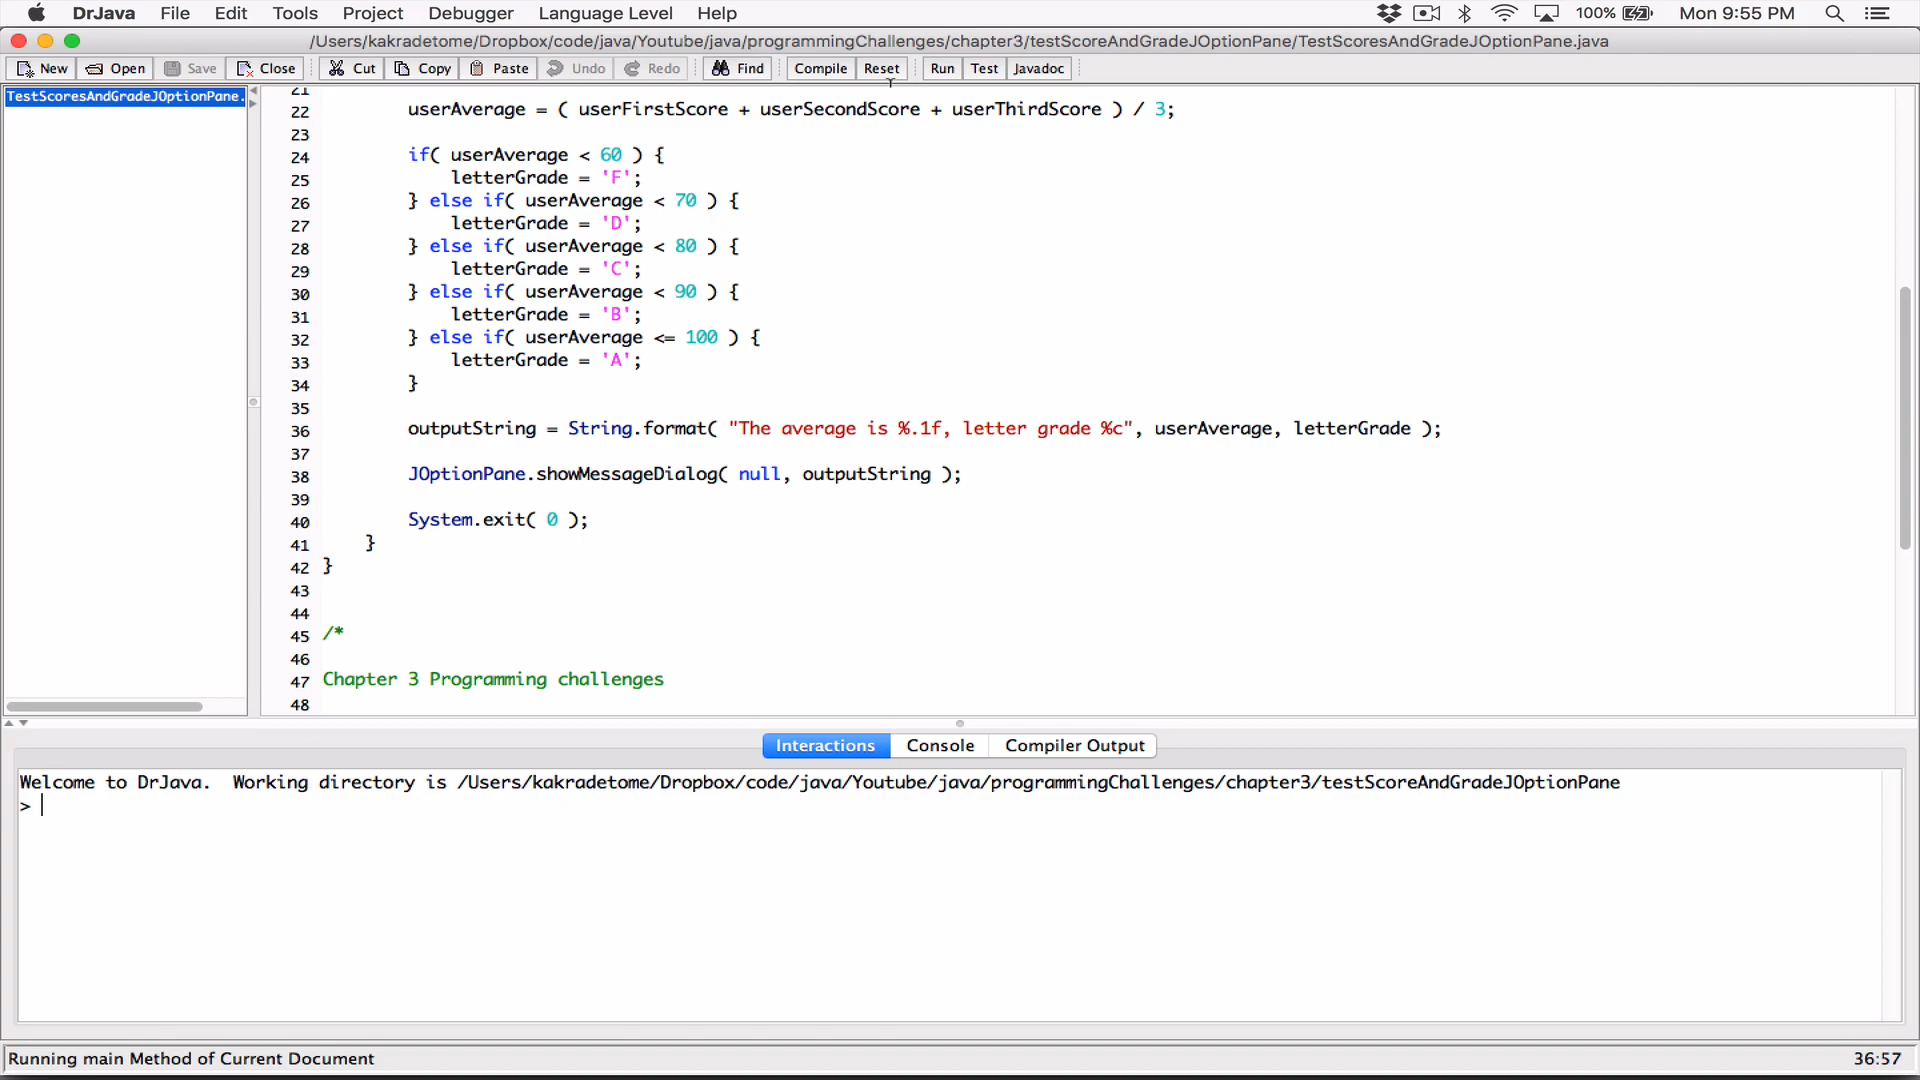 DrJava File Edit Tools Project Debugger Language Level Help 100% Mon 9:55 PM
/Users/kakradetome/Dropbox/code/java/Youtube/java/programmingChallenges/chapter3/testScoreAndGradeJOptionPane/TestScoresAndGradeJOptionPane.java
New Open Save Close Cut Copy Paste Undo Redo Find Compile Reset Run Test Javadoc
TestScoresAndGradeJOptionPane.
21
22 userAverage = ( userFirstScore + userSecondScore + userThirdScore ) / 3;
23
24 if( userAverage < 60 ) {
25 letterGrade = 'F';
26 } else if( userAverage < 70 ) {
27 letterGrade = 'D';
28 } else if( userAverage < 80 ) {
29 letterGrade = 'C';
30 } else if( userAverage < 90 ) {
31 letterGrade = 'B';
32 } else if( userAverage <= 100 ) {
33 letterGrade = 'A';
34 }
35
36 outputString = String.format( "The average is %.1f, letter grade %c", userAverage, letterGrade );
37
38 JOptionPane.showMessageDialog( null, outputString );
39
40 System.exit( 0 );
41 }
42 }
43
44
45 /*
46
47 Chapter 3 Programming challenges
48
Interactions Console Compiler Output
Welcome to DrJava. Working directory is /Users/kakradetome/Dropbox/code/java/Youtube/java/programmingChallenges/chapter3/testScoreAndGradeJOptionPane
>
Running main Method of Current Document 36:57